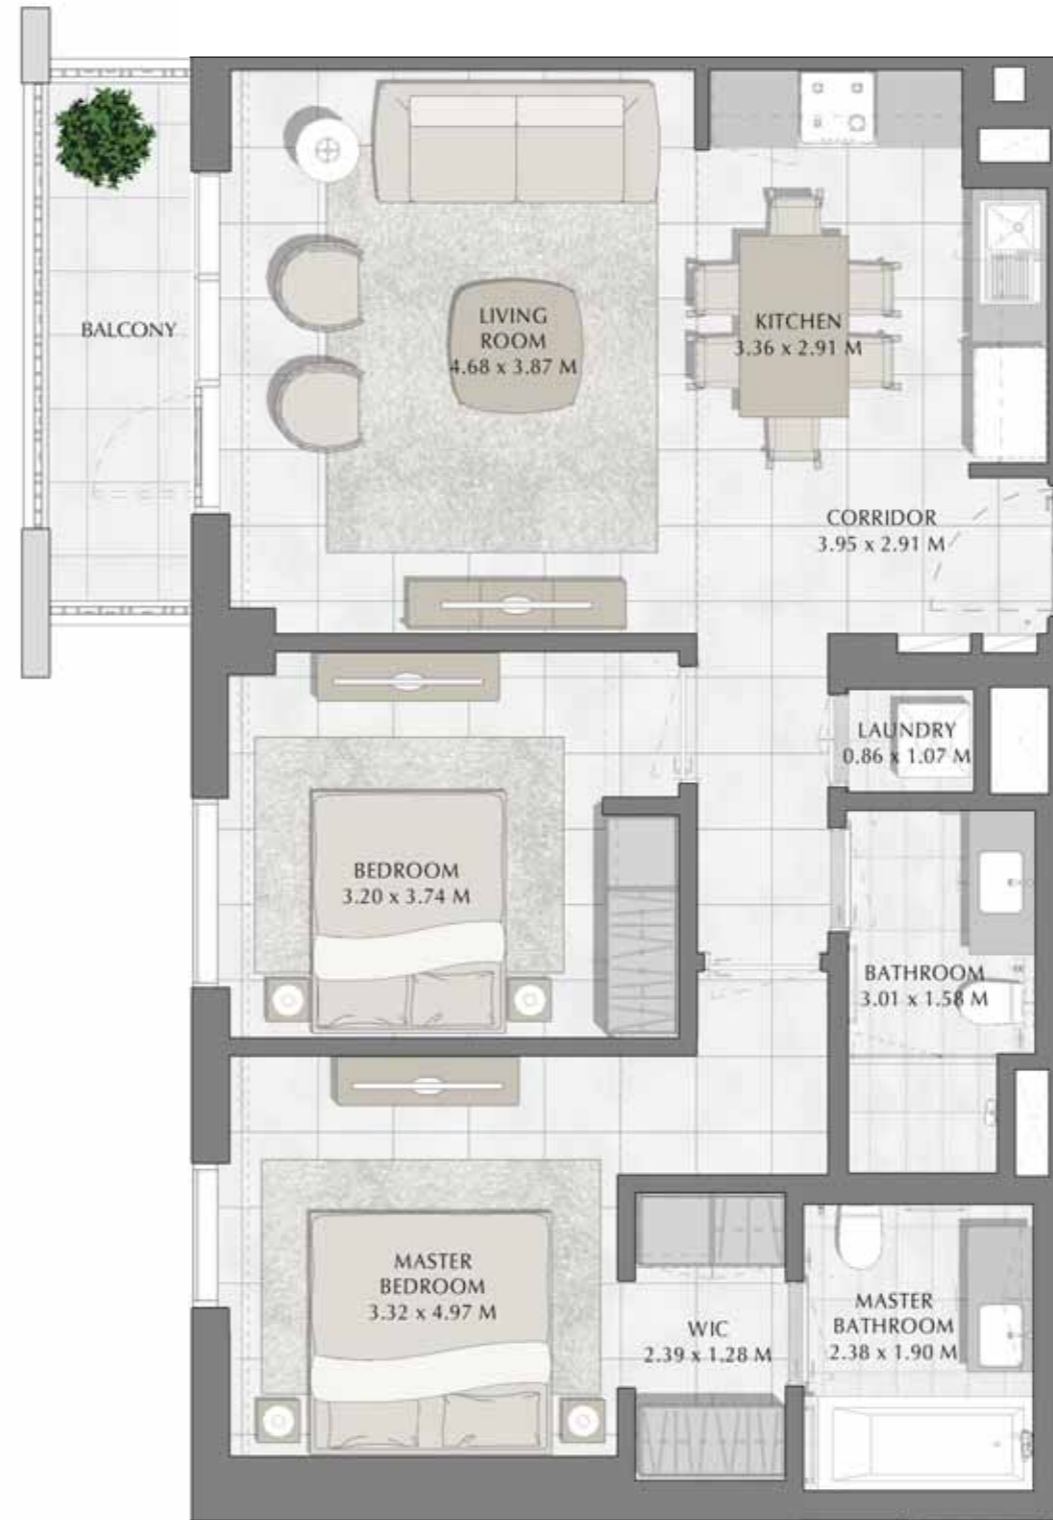 BALCONY
LIVING
ROOM
4.68 x 3.87 M
KITCHEN
3.36 x 2.91 M
CORRIDOR
3.95 x 2.91 M
LAUNDRY
0.86 x 1.07 M
BEDROOM
3.20 x 3.74 M
BATHROOM
3.01 x 1.58 M
MASTER
BEDROOM
3.32 x 4.97 M
WIC
2.39 x 1.28 M
MASTER
BATHROOM
2.38 x 1.90 M